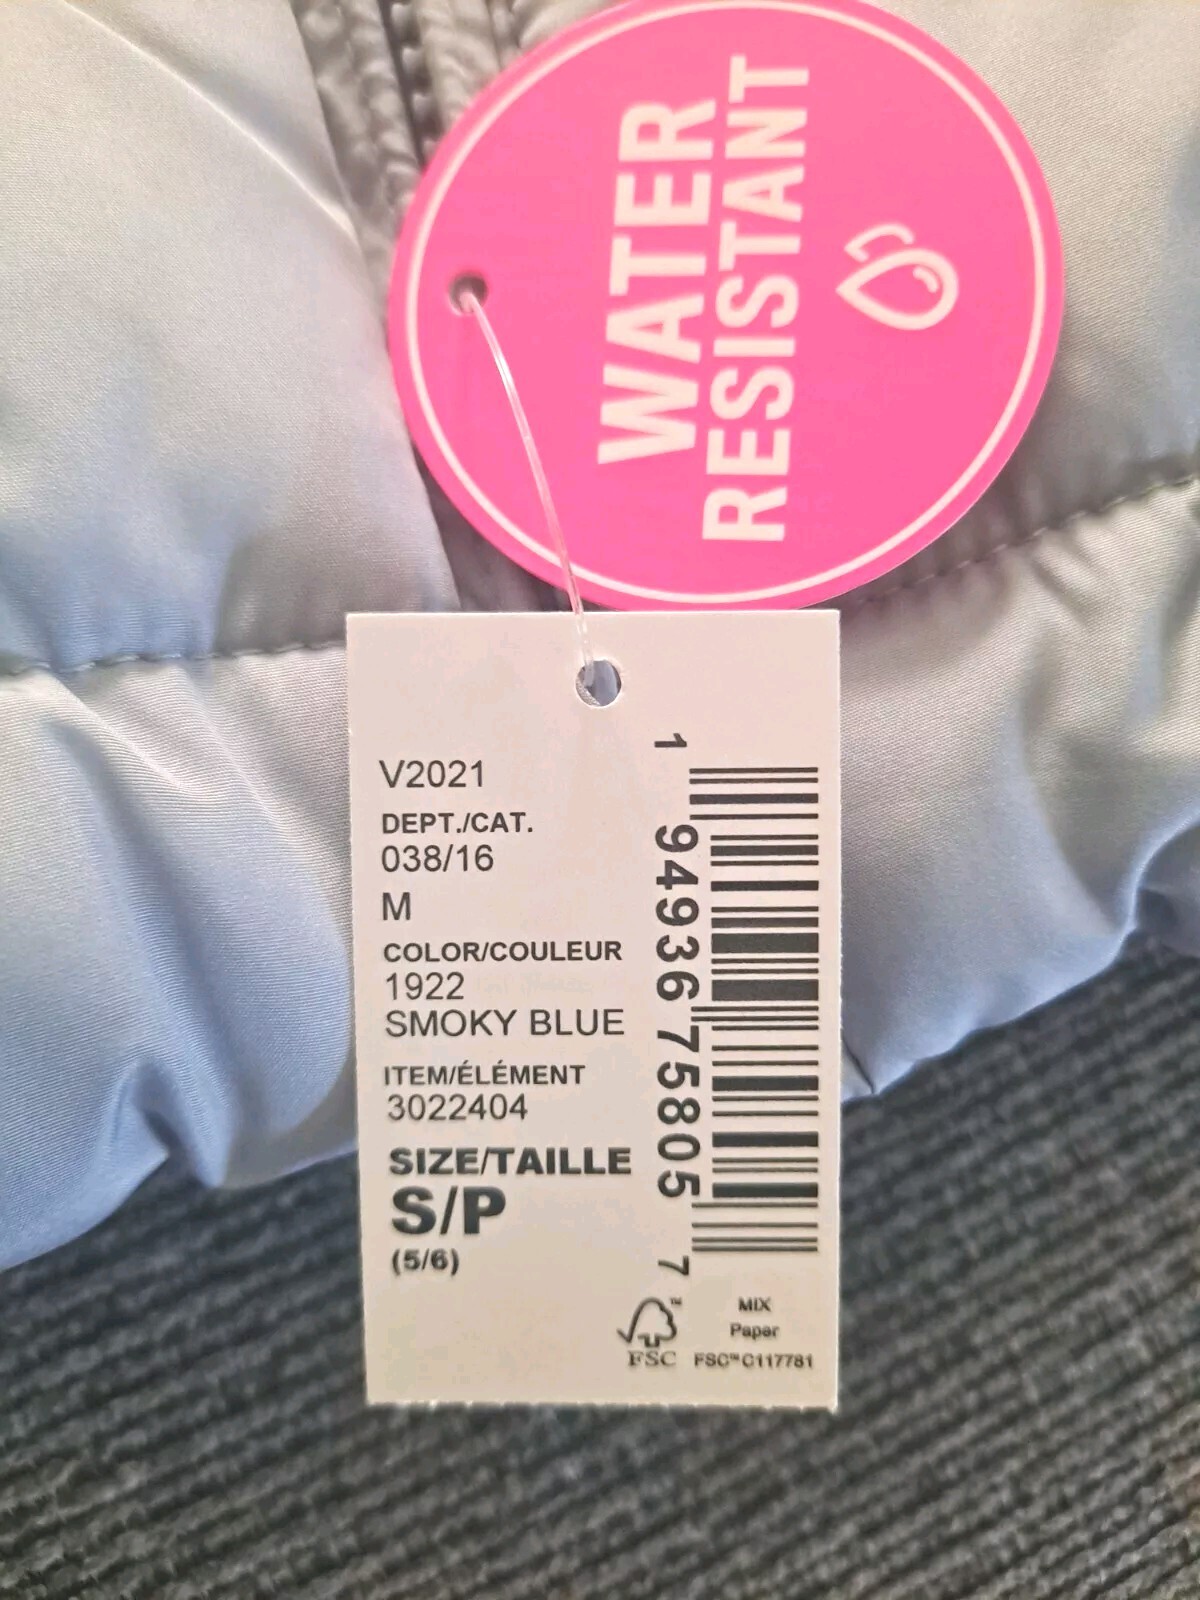 WATER
RESISTANT
V2021
DEPT./CAT.
038/16
M
COLOR/COULEUR
1922
SMOKY BLUE
ITEM/ÉLÉMENT
3022404
SIZE/TAILLE
S/P
(5/6)
1 94936 75805 7
FSC™
MIX
Paper
FSC™ C117781